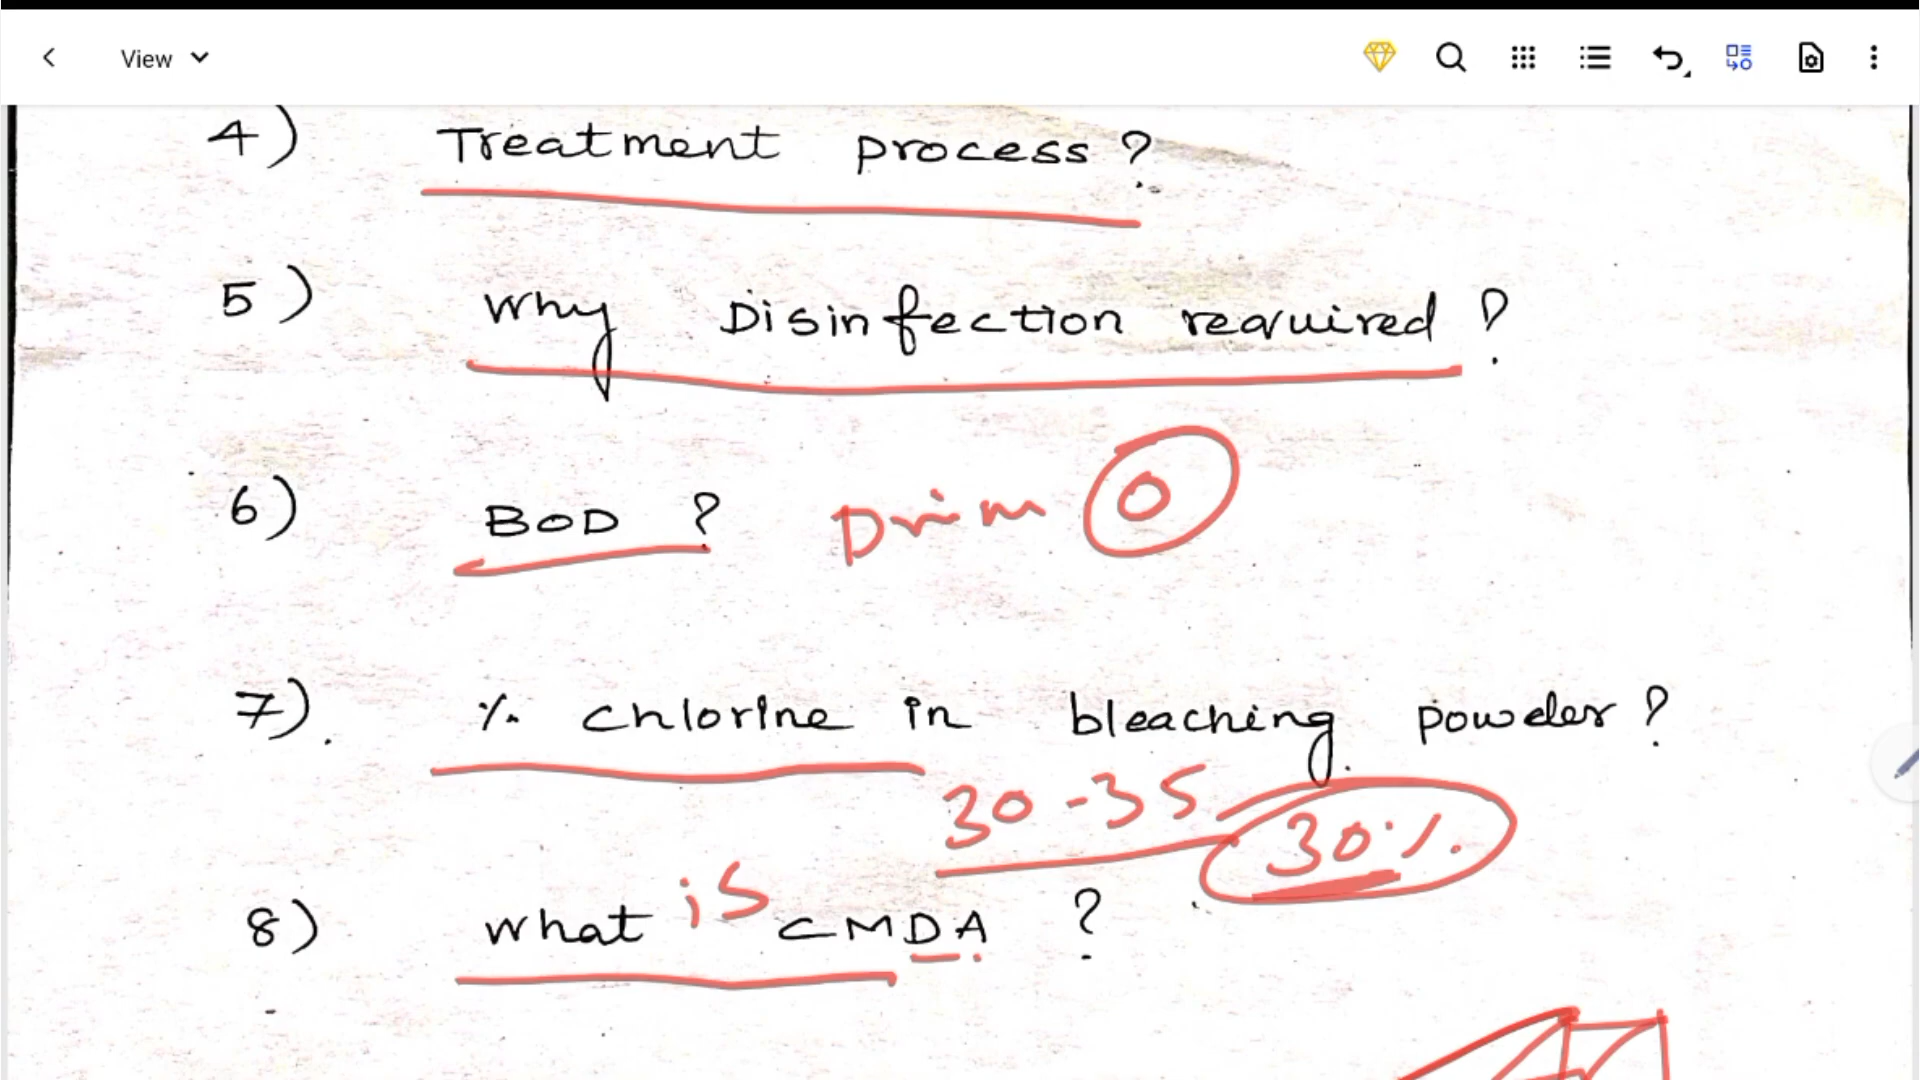 View
4) Treatment process ?
5) Why Disinfection required ?
6) BOD ? Drim 0
7). % chlorine in bleaching powder ?
30-35 30%.
8) what is CMDA ?